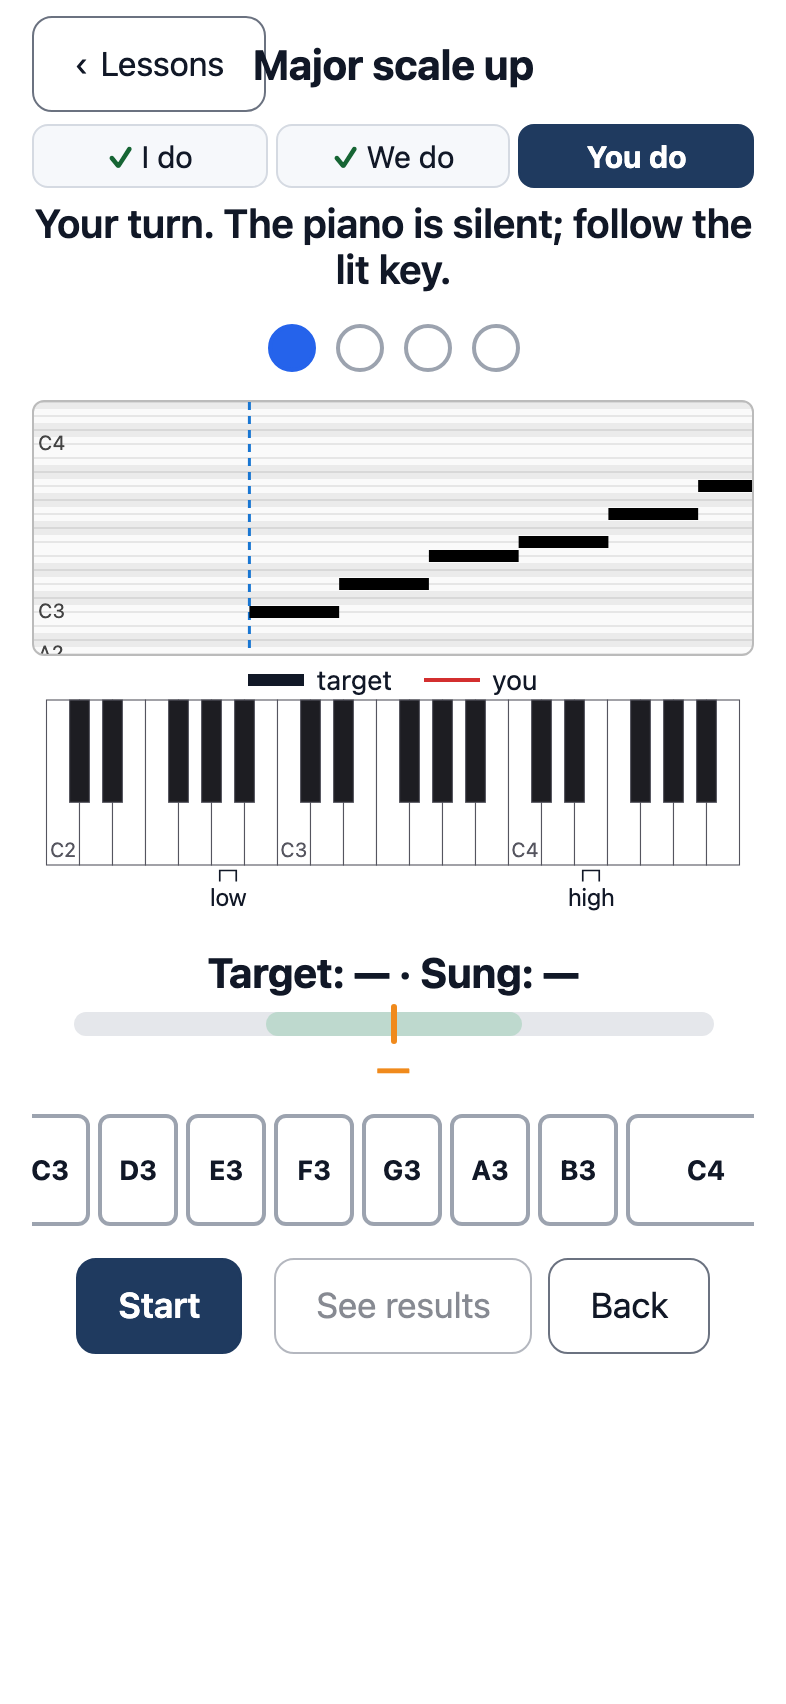 ‹ Lessons Major scale up
✓ I do ✓ We do You do
Your turn. The piano is silent; follow the
lit key.
C4
C3
A2
target you
C2 C3 C4
low high
Target: — · Sung: —
—
C3 D3 E3 F3 G3 A3 B3 C4
Start See results Back